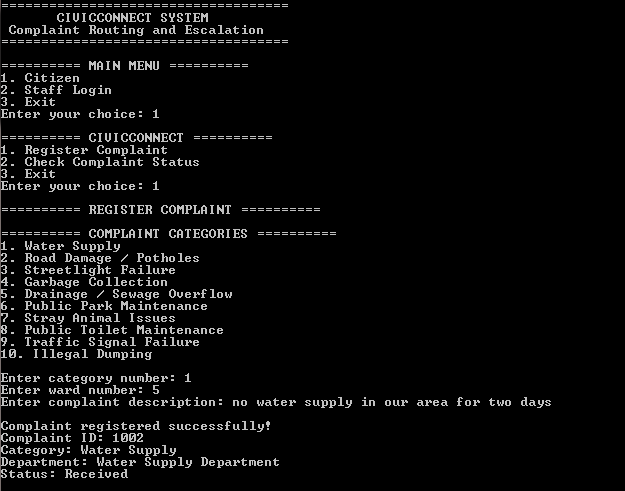 ====================================
CIVICCONNECT SYSTEM
Complaint Routing and Escalation
====================================
========== MAIN MENU ==========
1. Citizen
2. Staff Login
3. Exit
Enter your choice: 1
========== CIVICCONNECT ==========
1. Register Complaint
2. Check Complaint Status
3. Exit
Enter your choice: 1
========== REGISTER COMPLAINT ==========
========== COMPLAINT CATEGORIES ==========
1. Water Supply
2. Road Damage / Potholes
3. Streetlight Failure
4. Garbage Collection
5. Drainage / Sewage Overflow
6. Public Park Maintenance
7. Stray Animal Issues
8. Public Toilet Maintenance
9. Traffic Signal Failure
10. Illegal Dumping
Enter category number: 1
Enter ward number: 5
Enter complaint description: no water supply in our area for two days
Complaint registered successfully!
Complaint ID: 1002
Category: Water Supply
Department: Water Supply Department
Status: Received